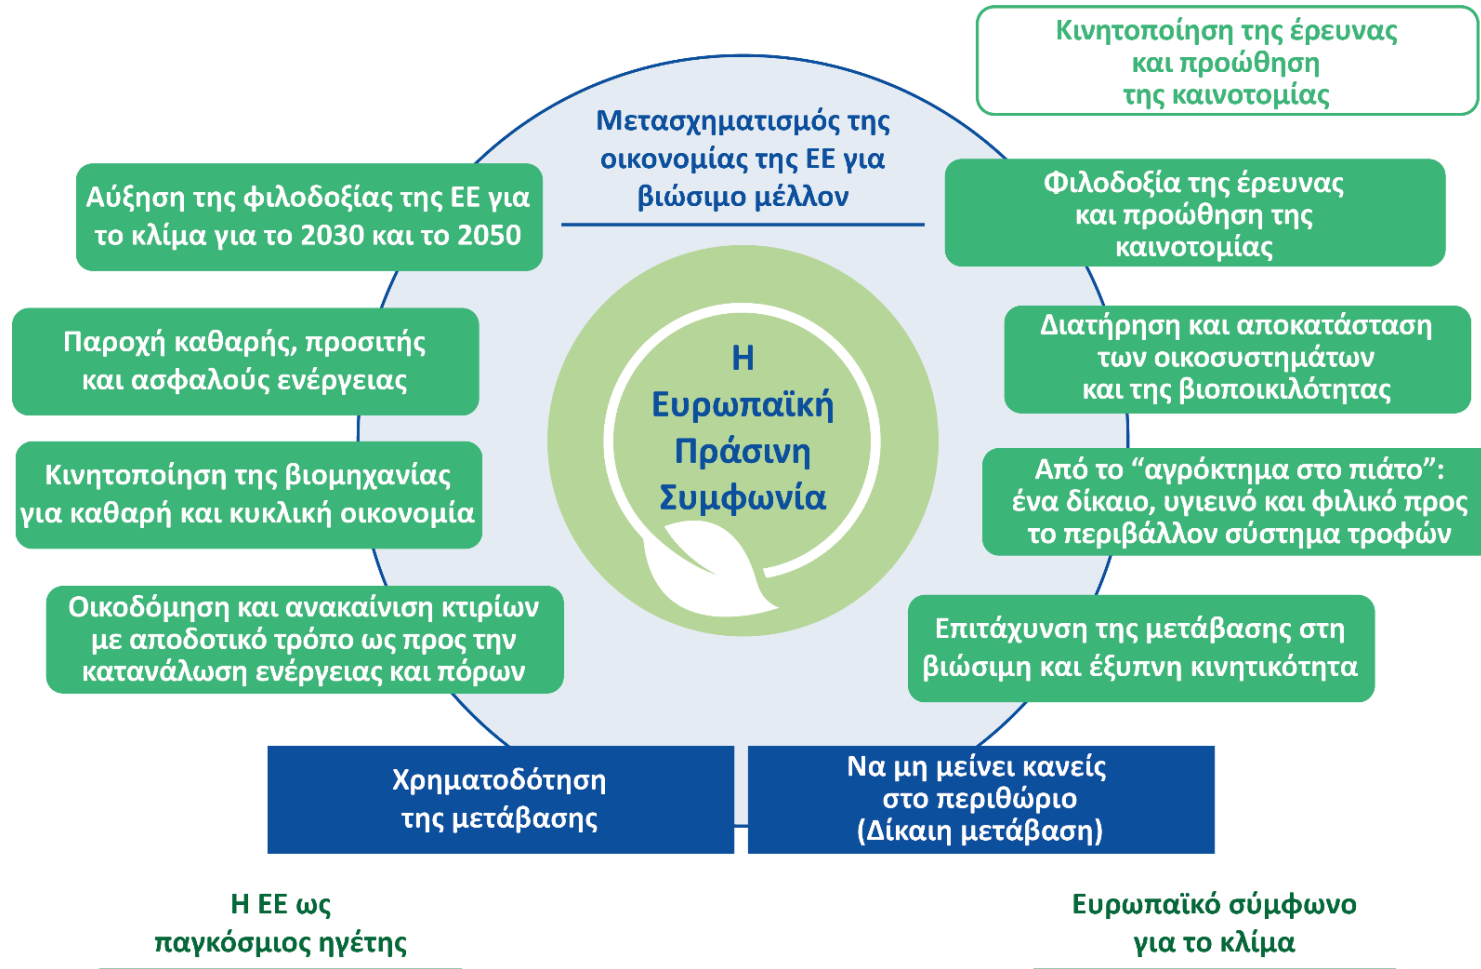 Κινητοποίηση της έρευνας
και προώθηση
της καινοτομίας
Μετασχηματισμός της
οικονομίας της ΕΕ για
βιώσιμο μέλλον
Αύξηση της φιλοδοξίας της ΕΕ για
το κλίμα για το 2030 και το 2050
Φιλοδοξία της έρευνας
και προώθηση της
καινοτομίας
Παροχή καθαρής, προσιτής
και ασφαλούς ενέργειας
Διατήρηση και αποκατάσταση
των οικοσυστημάτων
και της βιοποικιλότητας
Η
Ευρωπαϊκή
Πράσινη
Συμφωνία
Κινητοποίηση της βιομηχανίας
για καθαρή και κυκλική οικονομία
Από το “αγρόκτημα στο πιάτο”:
ένα δίκαιο, υγιεινό και φιλικό προς
το περιβάλλον σύστημα τροφών
Οικοδόμηση και ανακαίνιση κτιρίων
με αποδοτικό τρόπο ως προς την
κατανάλωση ενέργειας και πόρων
Επιτάχυνση της μετάβασης στη
βιώσιμη και έξυπνη κινητικότητα
Χρηματοδότηση
της μετάβασης
Να μη μείνει κανείς
στο περιθώριο
(Δίκαιη μετάβαση)
Η ΕΕ ως
παγκόσμιος ηγέτης
Ευρωπαϊκό σύμφωνο
για το κλίμα